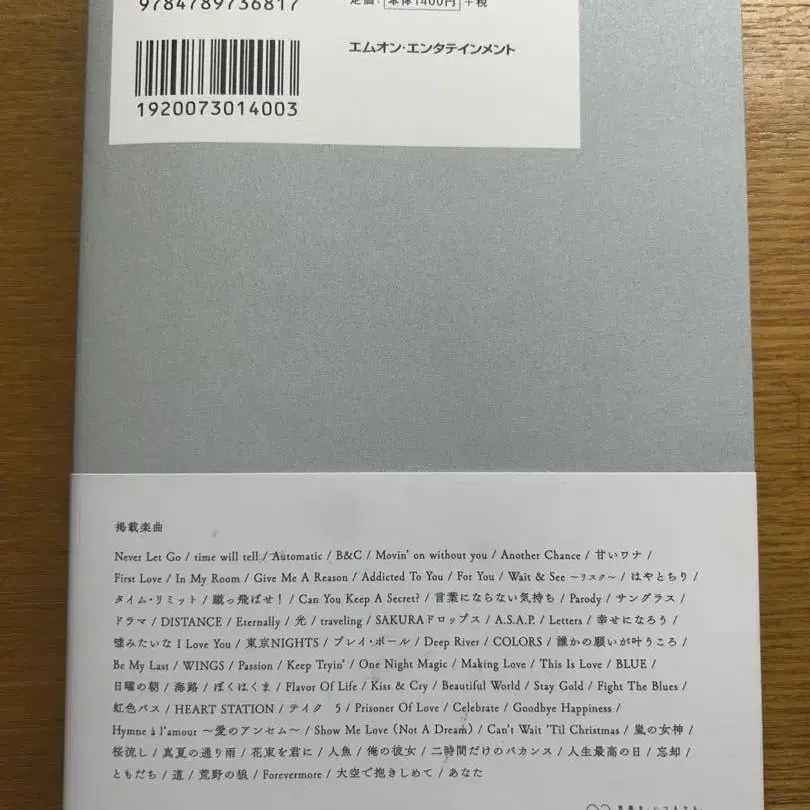 9784789736817
定価：本体1400円＋税
エムオン・エンタテインメント
1920073014003
掲載楽曲
Never Let Go / time will tell / Automatic / B&C / Movin' on without you / Another Chance / 甘いワナ /
First Love / In My Room / Give Me A Reason / Addicted To You / For You / Wait & See ～リスク～ / はやとちり /
タイム・リミット / 蹴っ飛ばせ！ / Can You Keep A Secret? / 言葉にならない気持ち / Parody / サングラス /
ドラマ / DISTANCE / Eternally / 光 / traveling / SAKURAドロップス / A.S.A.P. / Letters / 幸せになろう /
嘘みたいな I Love You / 東京NIGHTS / プレイ・ボール / Deep River / COLORS / 誰かの願いが叶うころ /
Be My Last / WINGS / Passion / Keep Tryin' / One Night Magic / Making Love / This Is Love / BLUE /
日曜の朝 / 海路 / ぼくはくま / Flavor Of Life / Kiss & Cry / Beautiful World / Stay Gold / Fight The Blues /
虹色バス / HEART STATION / テイク 5 / Prisoner Of Love / Celebrate / Goodbye Happiness /
Hymne à l'amour ～愛のアンセム～ / Show Me Love (Not A Dream) / Can't Wait 'Til Christmas / 嵐の女神 /
桜流し / 真夏の通り雨 / 花束を君に / 人魚 / 俺の彼女 / 二時間だけのバカンス / 人生最高の日 / 忘却 /
ともだち / 道 / 荒野の狼 / Forevermore / 大空で抱きしめて / あなた